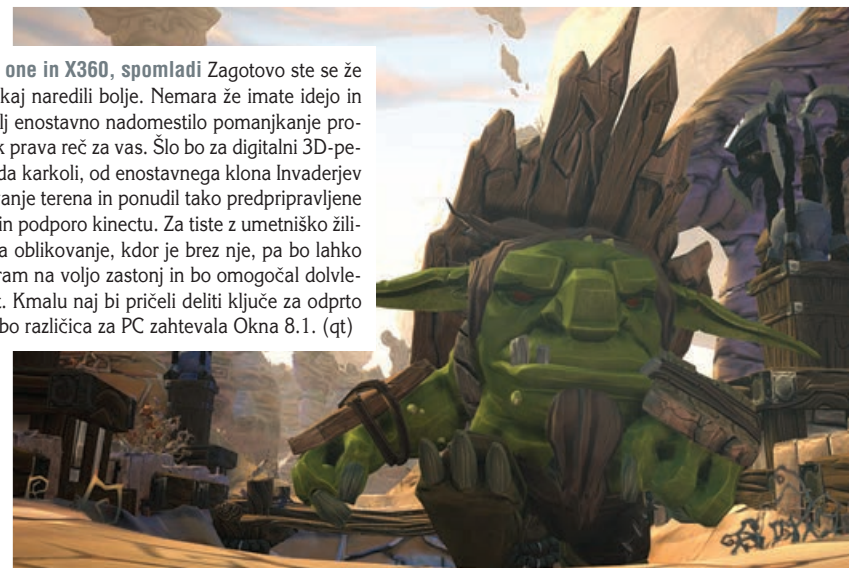 one in X360, spomladi Zagotovo ste se že
kaj naredili bolje. Nemara že imate idejo in
lj enostavno nadomestilo pomanjkanje pro-
k prava reč za vas. Šlo bo za digitalni 3D-pe-
da karkoli, od enostavnega klona Invaderjev
vanje terena in ponudil tako predpripravljene
in podporo kinectu. Za tiste z umetniško žili-
a oblikovanje, kdor je brez nje, pa bo lahko
ram na voljo zastonj in bo omogočal dolvle-
k. Kmalu naj bi pričeli deliti ključe za odprto
bo različica za PC zahtevala Okna 8.1. (qt)